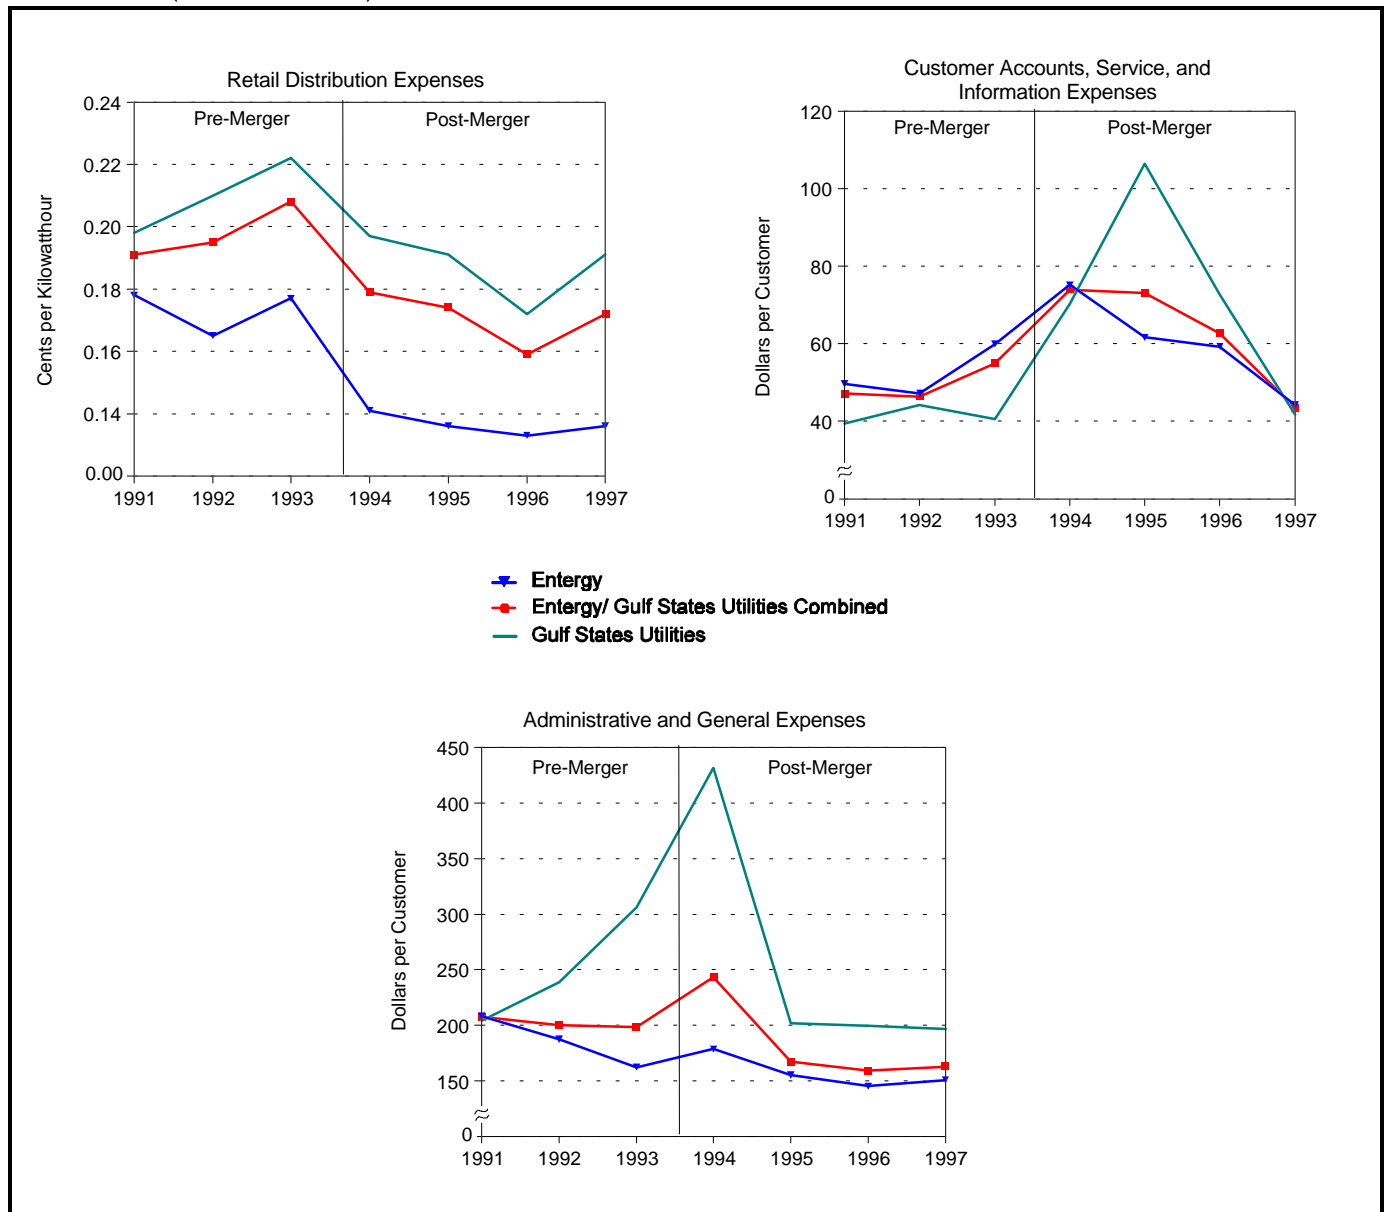 Retail Distribution Expenses
Pre-Merger
Post-Merger
Cents per Kilowatthour
0.24
0.22
0.20
0.18
0.16
0.14
0.00
1991 1992 1993 1994 1995 1996 1997
Customer Accounts, Service, and
Information Expenses
Pre-Merger
Post-Merger
Dollars per Customer
120
100
80
60
40
0
1991 1992 1993 1994 1995 1996 1997
Entergy
Entergy/ Gulf States Utilities Combined
Gulf States Utilities
Administrative and General Expenses
Pre-Merger
Post-Merger
Dollars per Customer
450
400
350
300
250
200
150
0
1991 1992 1993 1994 1995 1996 1997